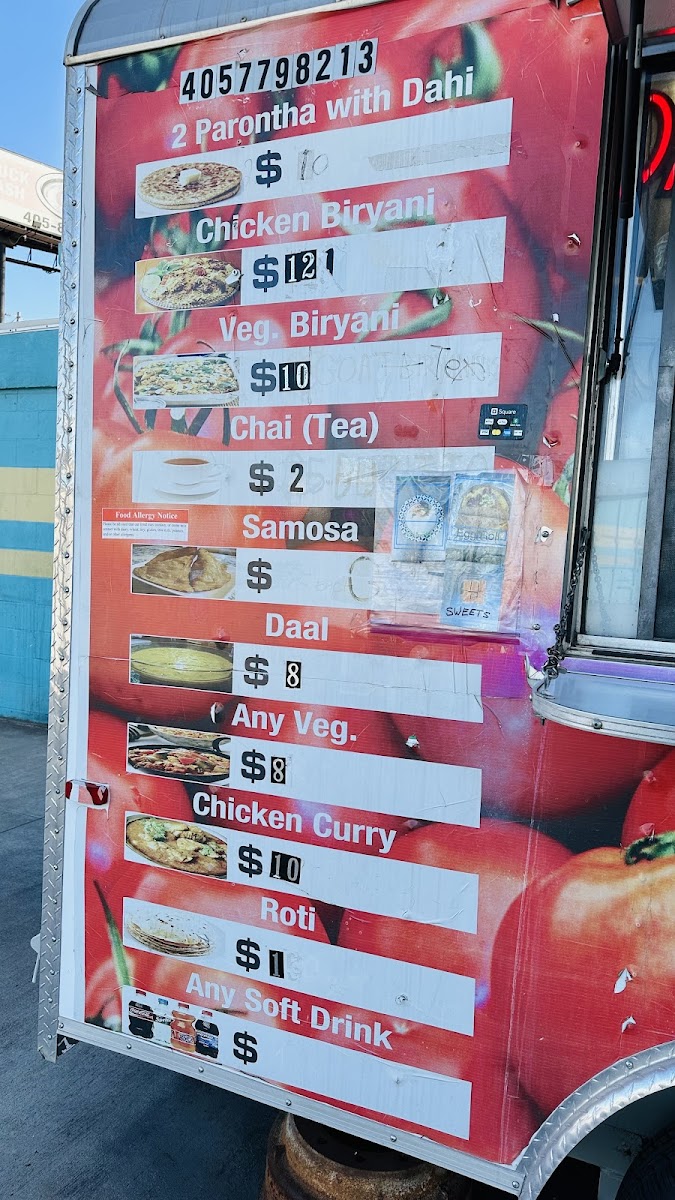 4057798213
2 Parontha with Dahi
$ 10
Chicken Biryani
$ 12
Veg. Biryani
$ 10
Chai (Tea)
$ 2
Square
Food Allergy Notice
Samosa
$
SWEETS
Daal
$ 8
Any Veg.
$ 8
Chicken Curry
$ 10
Roti
$ 1
Any Soft Drink
$